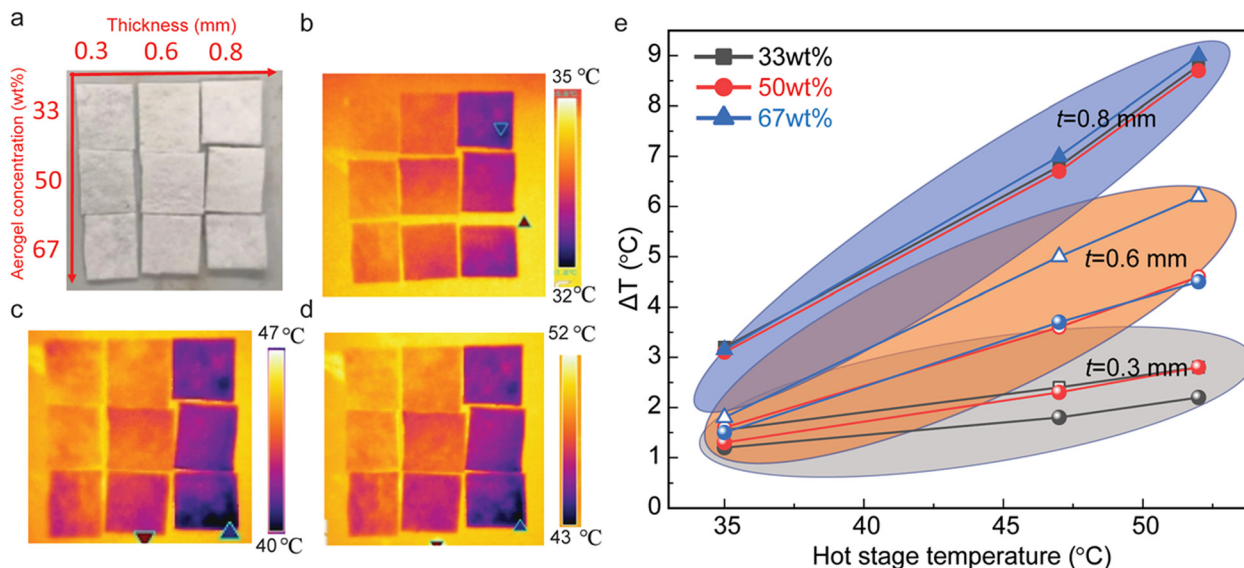 a
Thickness (mm)
0.3 0.6 0.8
Aerogel concentration (wt%)
33
50
67
b
35 °C
32 °C
c
47 °C
40 °C
d
52 °C
43 °C
e
33wt%
50wt%
67wt%
t=0.8 mm
t=0.6 mm
t=0.3 mm
ΔT (°C)
9
8
7
6
5
4
3
2
1
0
35 40 45 50
Hot stage temperature (°C)